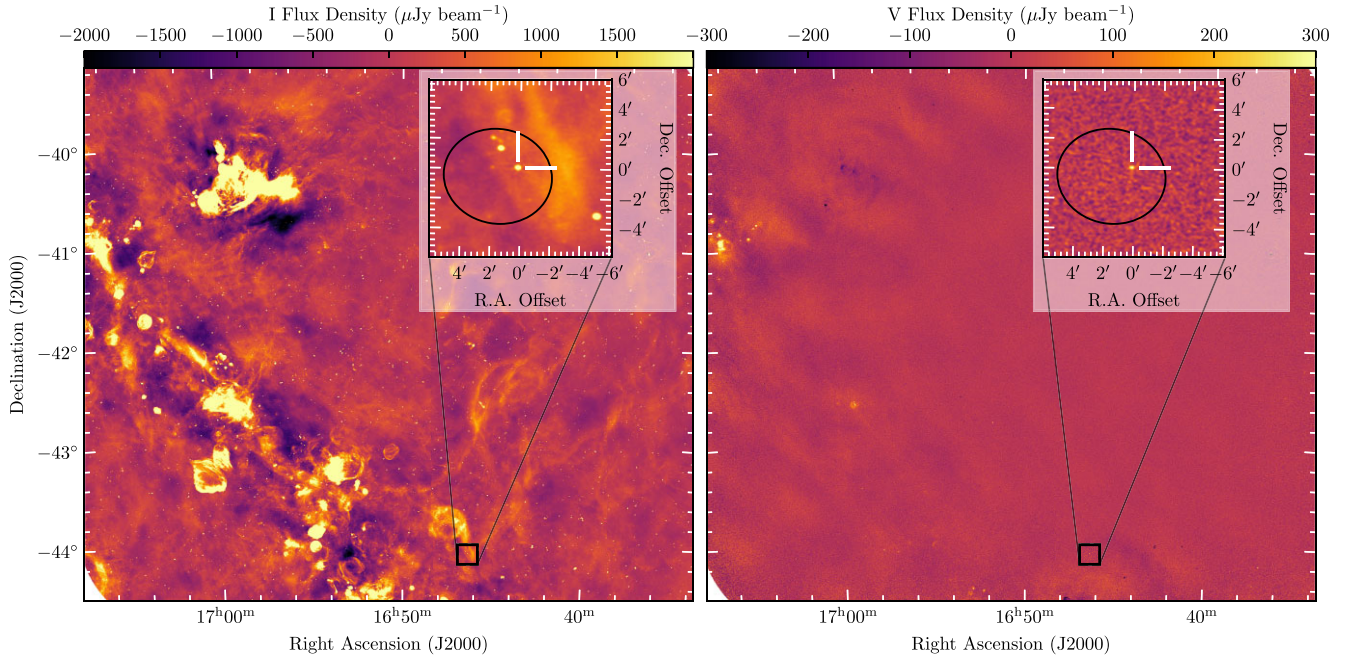 I Flux Density (μJy beam⁻¹)
−2000 −1500 −1000 −500 0 500 1000 1500
V Flux Density (μJy beam⁻¹)
−300 −200 −100 0 100 200 300
Declination (J2000)
−40°
−41°
−42°
−43°
−44°
6′
4′
2′
0′
−2′
−4′
Dec. Offset
4′ 2′ 0′ −2′ −4′ −6′
R.A. Offset
17ʰ00ᵐ 16ʰ50ᵐ 40ᵐ
Right Ascension (J2000)
6′
4′
2′
0′
−2′
−4′
Dec. Offset
4′ 2′ 0′ −2′ −4′ −6′
R.A. Offset
17ʰ00ᵐ 16ʰ50ᵐ 40ᵐ
Right Ascension (J2000)